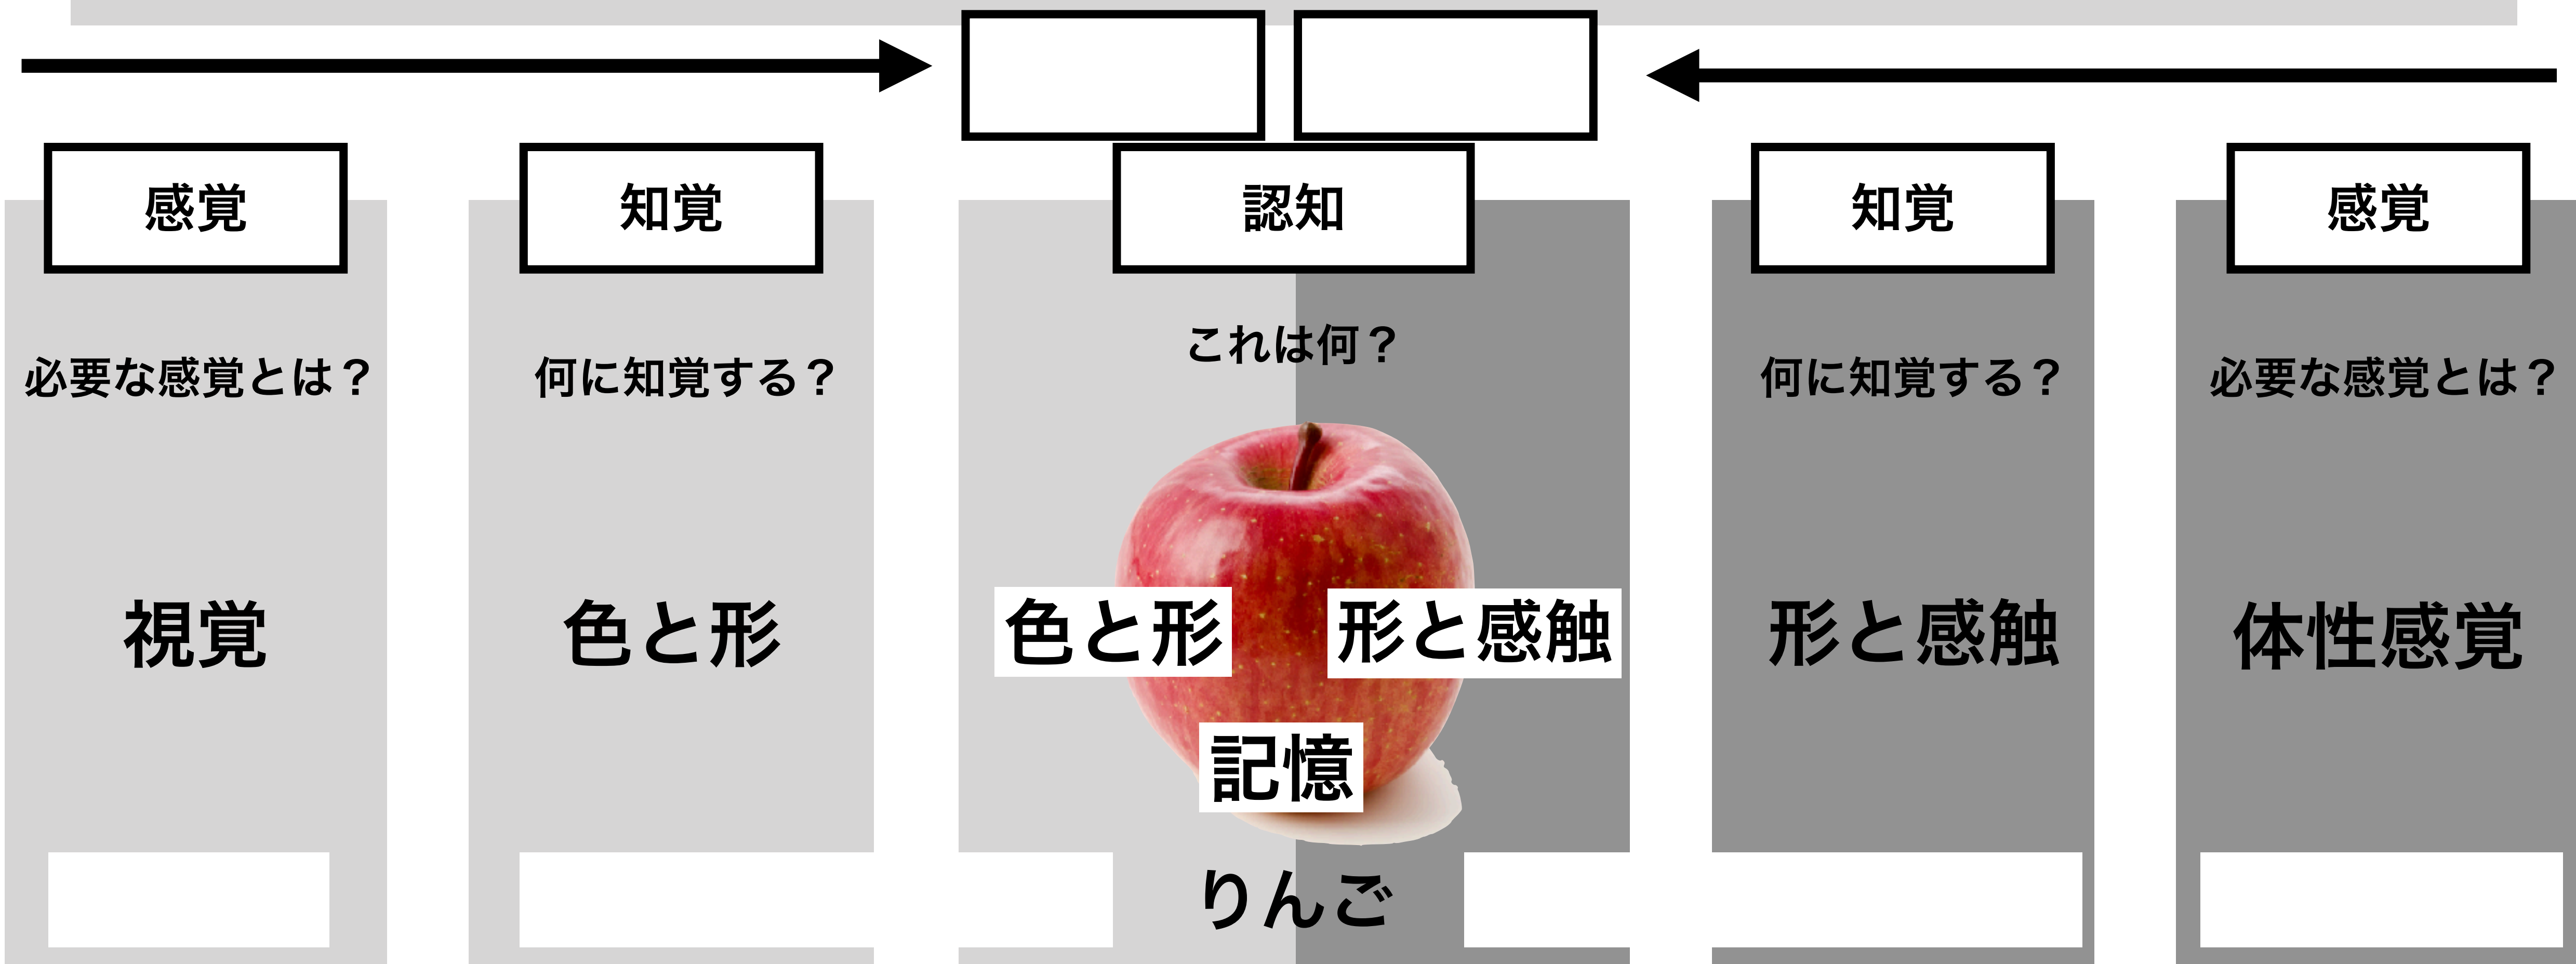 感覚
知覚
認知
知覚
感覚
必要な感覚とは？
何に知覚する？
これは何？
何に知覚する？
必要な感覚とは？
視覚
色と形
色と形
形と感触
形と感触
体性感覚
記憶
りんご